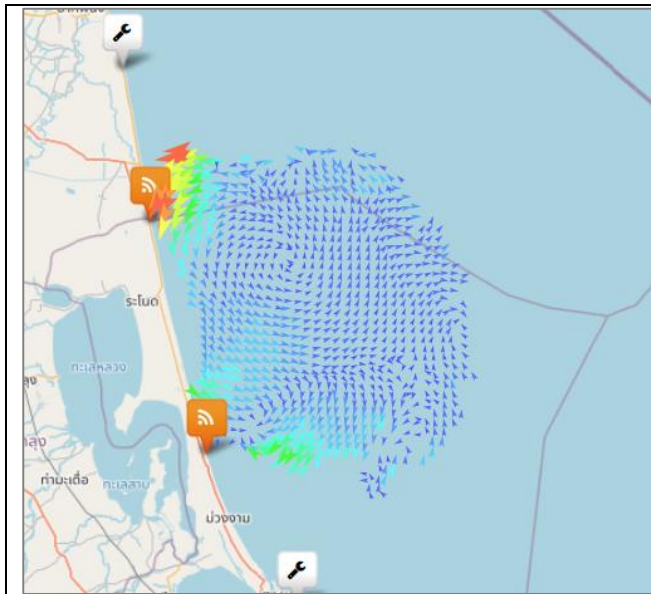 ระโนด
ทะเลหลวง
ท่ามะเดื่อ
ทะเลสาบ
ม่วงงาม